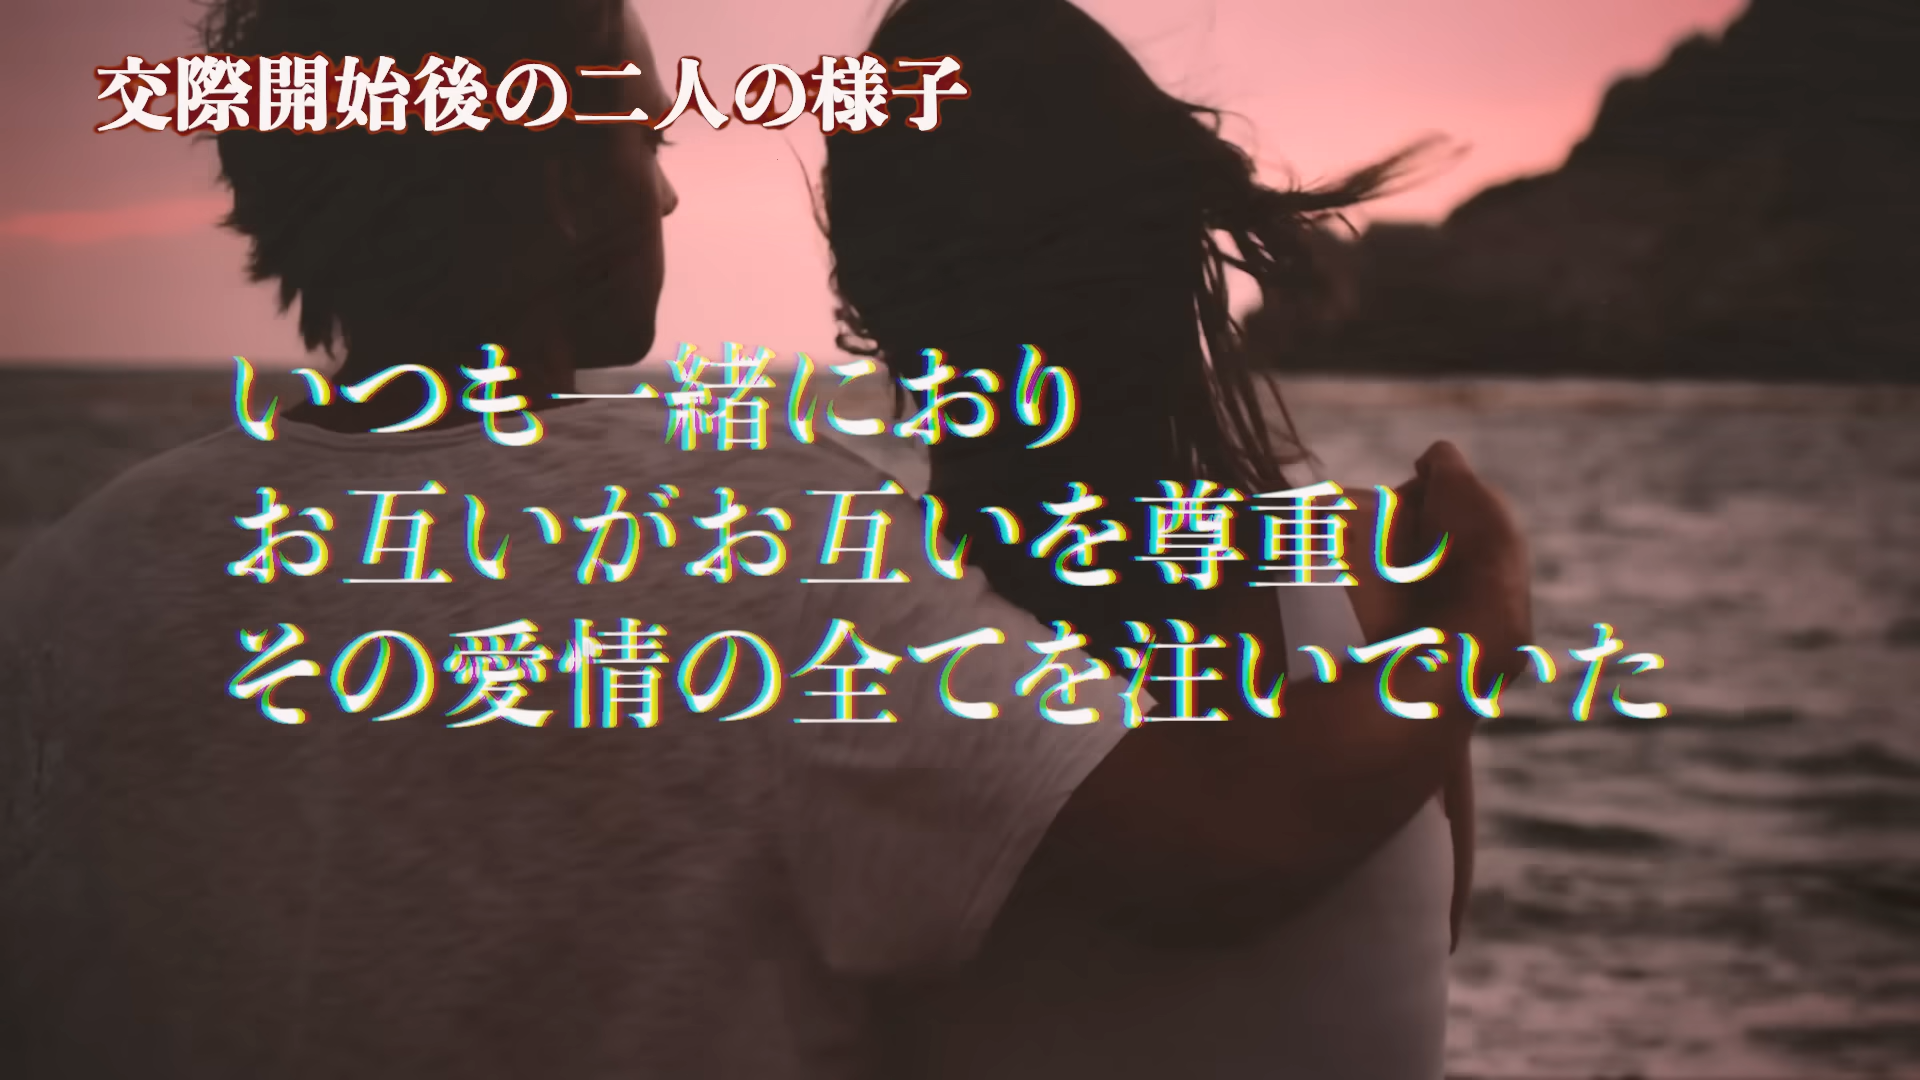 交際開始後の二人の様子
いつも一緒におり
お互いがお互いを尊重し
その愛情の全てを注いでいた